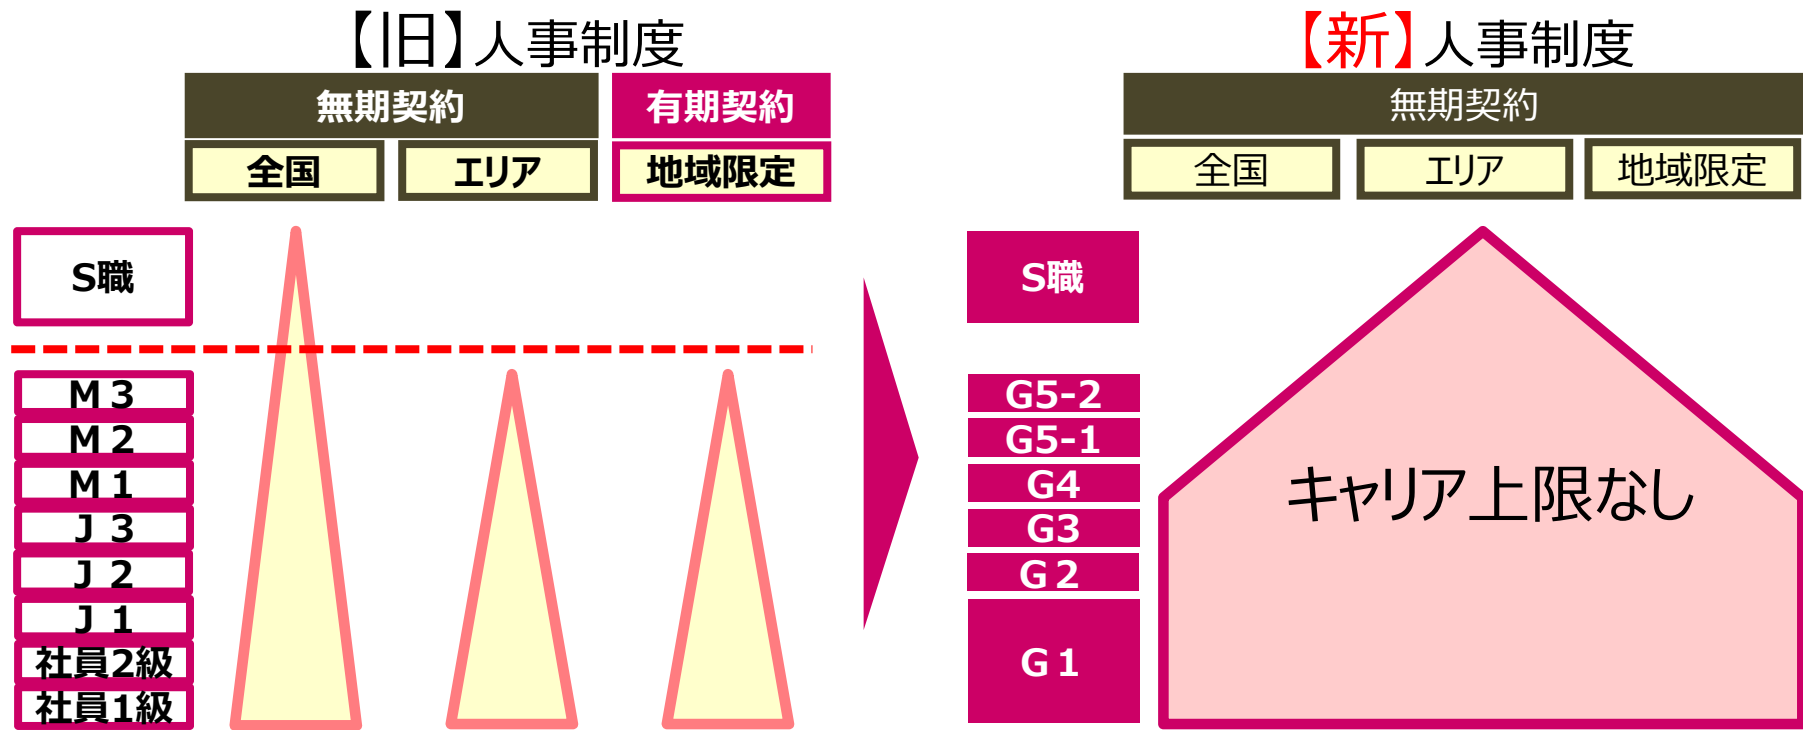 【旧】人事制度
無期契約
有期契約
全国
エリア
地域限定
S職
M３
M２
M１
J３
J２
J１
社員2級
社員1級
【新】人事制度
無期契約
全国
エリア
地域限定
S職
G5-2
G5-1
G4
G3
G２
G１
キャリア上限なし